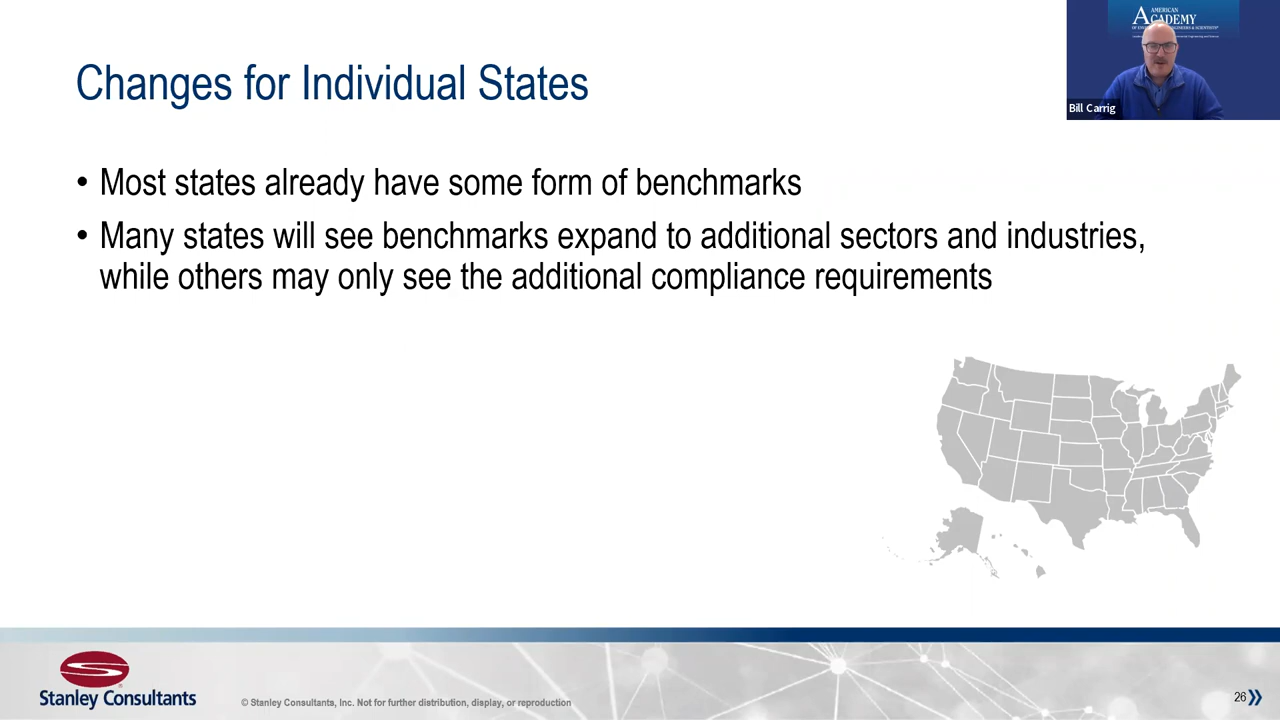 AMERICAN
ACADEMY
Changes for Individual States
Bill Carrig
• Most states already have some form of benchmarks
• Many states will see benchmarks expand to additional sectors and industries,
while others may only see the additional compliance requirements
Stanley Consultants
© Stanley Consultants, Inc. Not for further distribution, display, or reproduction
26